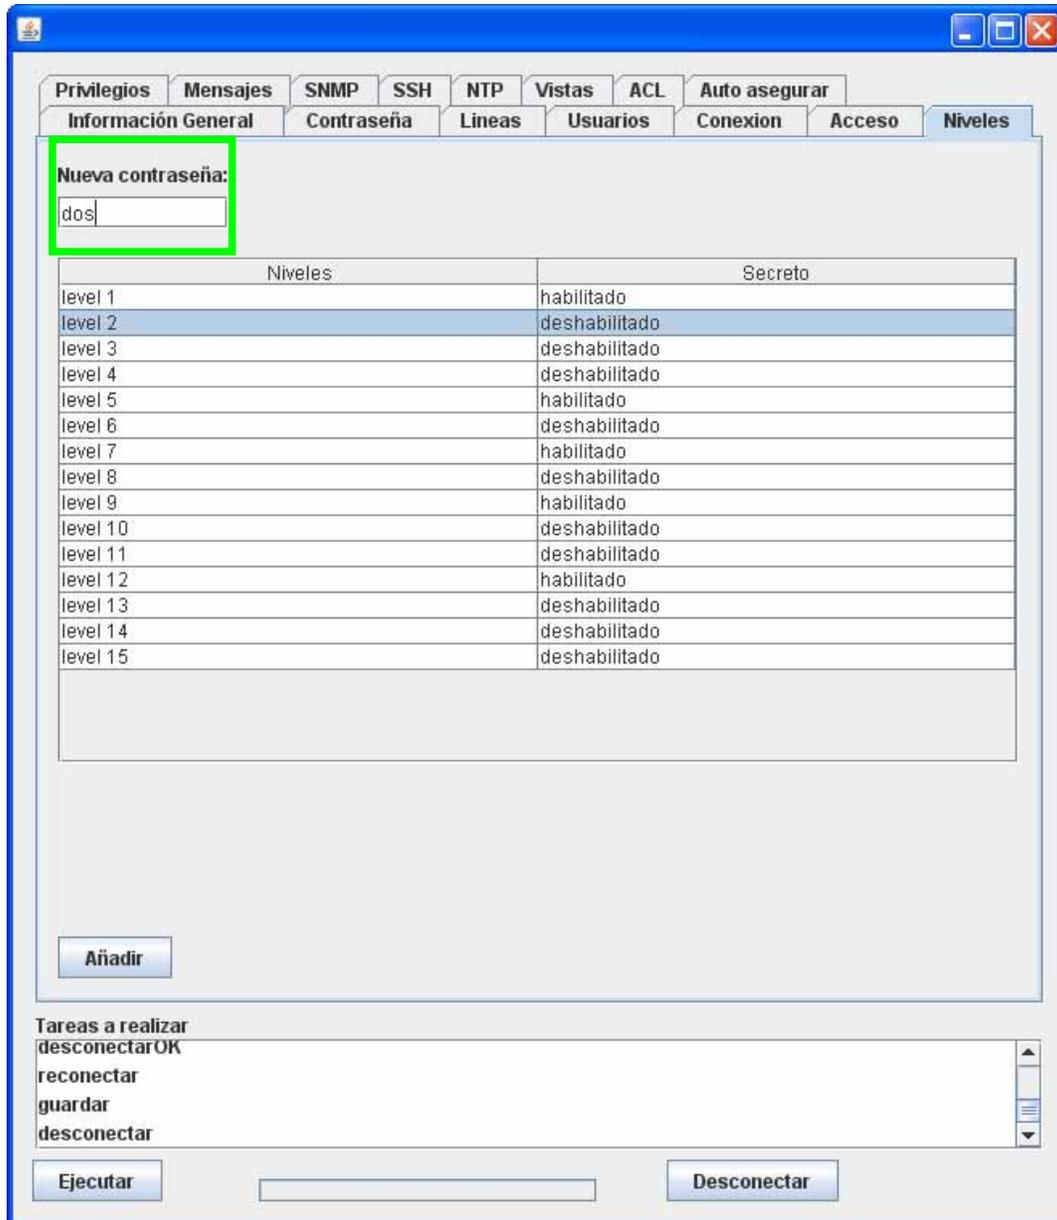 Privilegios Mensajes SNMP SSH NTP Vistas ACL Auto asegurar
Información General Contraseña Lineas Usuarios Conexion Acceso Niveles
Nueva contraseña:
dos
Niveles Secreto
level 1 habilitado
level 2 deshabilitado
level 3 deshabilitado
level 4 deshabilitado
level 5 habilitado
level 6 deshabilitado
level 7 habilitado
level 8 deshabilitado
level 9 habilitado
level 10 deshabilitado
level 11 deshabilitado
level 12 habilitado
level 13 deshabilitado
level 14 deshabilitado
level 15 deshabilitado
Añadir
Tareas a realizar
desconectarOK
reconectar
guardar
desconectar
Ejecutar Desconectar